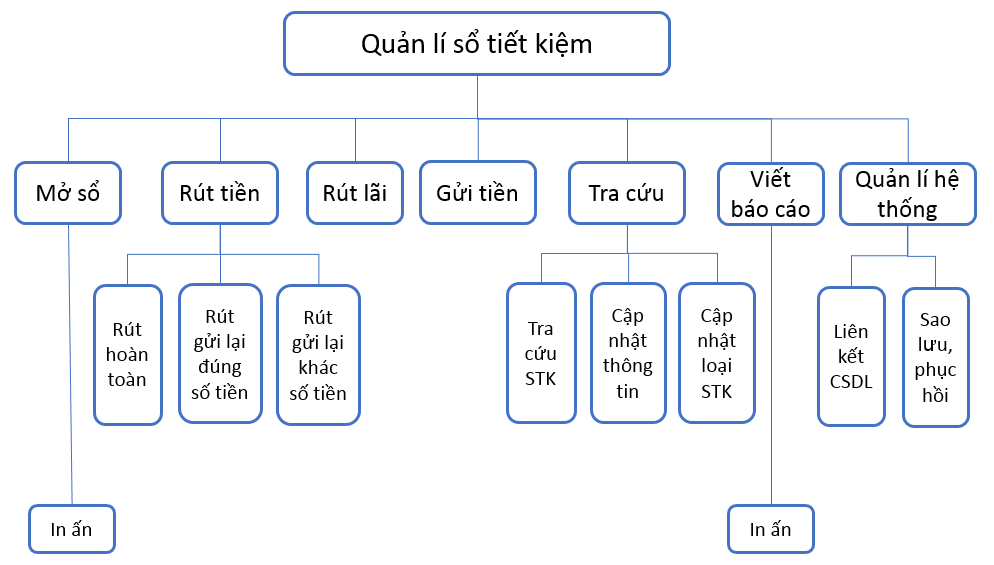 Quản lí sổ tiết kiệm
Mở sổ
Rút tiền
Rút lãi
Gửi tiền
Tra cứu
Viết
báo cáo
Quản lí hệ
thống
Rút
hoàn
toàn
Rút
gửi lại
đúng
số tiền
Rút
gửi lại
khác
số tiền
Tra
cứu
STK
Cập
nhật
thông
tin
Cập
nhật
loại
STK
Liên
kết
CSDL
Sao
lưu,
phục
hồi
In ấn
In ấn